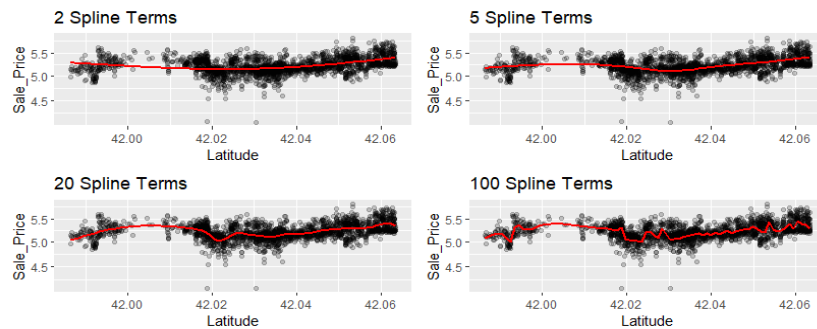 2 Spline Terms
5.5
5.0
4.5
Sale_Price
42.00 42.02 42.04 42.06
Latitude
5 Spline Terms
5.5
5.0
4.5
Sale_Price
42.00 42.02 42.04 42.06
Latitude
20 Spline Terms
5.5
5.0
4.5
Sale_Price
42.00 42.02 42.04 42.06
Latitude
100 Spline Terms
5.5
5.0
4.5
Sale_Price
42.00 42.02 42.04 42.06
Latitude